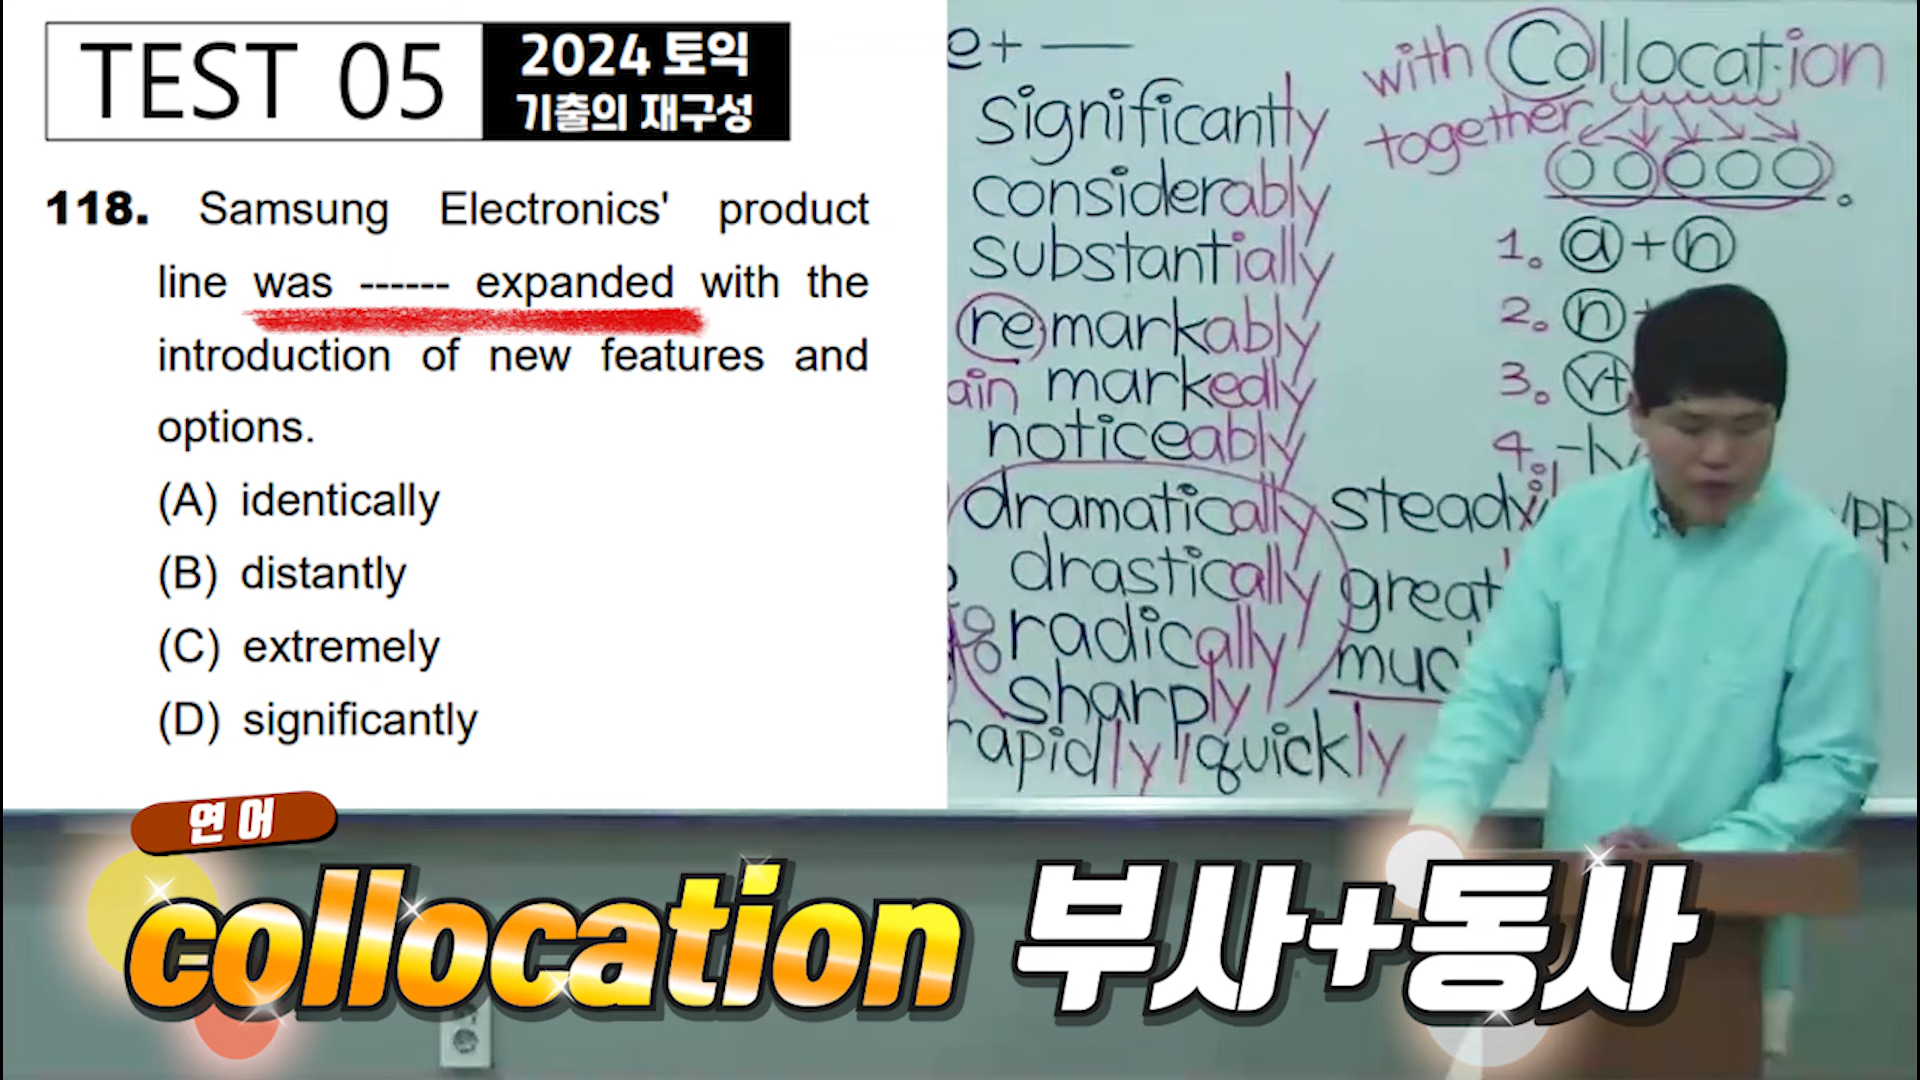 TEST 05
2024 토익
기출의 재구성
118. Samsung Electronics' product
line was ------ expanded with the
introduction of new features and
options.
(A) identically
(B) distantly
(C) extremely
(D) significantly
e+ —
significantly
considerably
substantially
remarkably
markedly
noticeably
dramatically
drastically
radically
sharply
rapidly/quickly
with Collocation
together
1. ⓐ+ⓝ
2. ⓝ+
3. vt
4. -ly
steady
great
muc
/pp.
연어
collocation 부사+동사